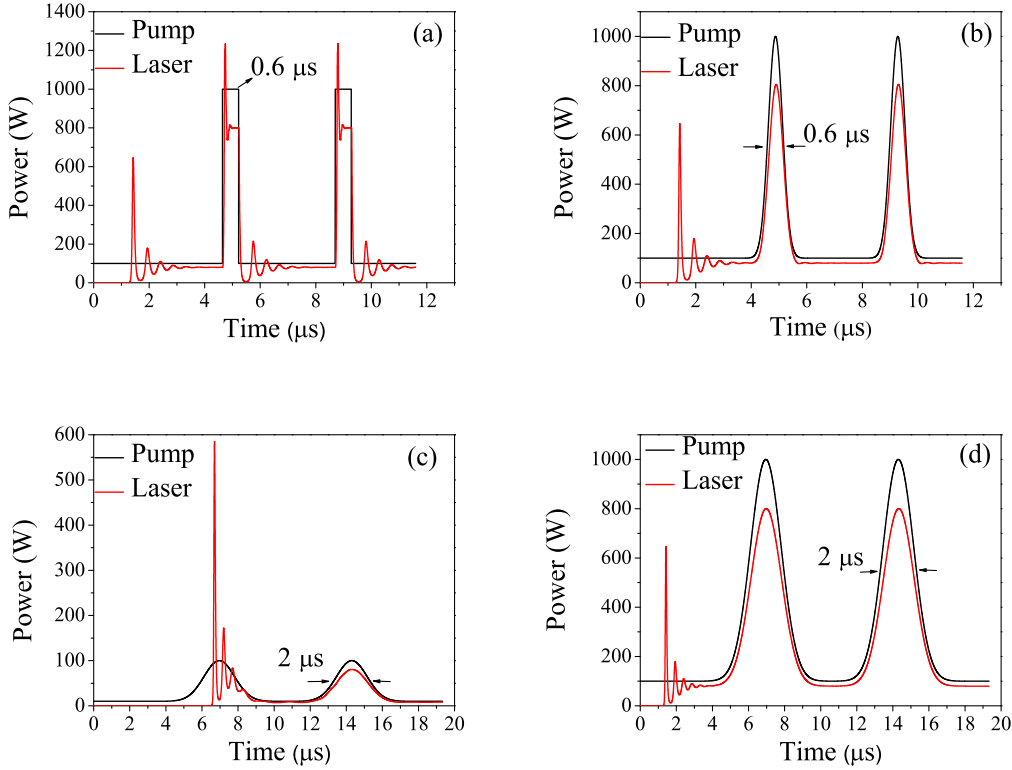 (a)
Pump
Laser
0.6 μs
1400
1200
1000
800
600
400
200
0
Power (W)
0 2 4 6 8 10 12
Time (μs)
(b)
Pump
Laser
0.6 μs
1000
800
600
400
200
0
Power (W)
0 2 4 6 8 10 12
Time (μs)
(c)
Pump
Laser
2 μs
600
500
400
300
200
100
0
Power (W)
0 2 4 6 8 10 12 14 16 18 20
Time (μs)
(d)
Pump
Laser
2 μs
1000
800
600
400
200
0
Power (W)
0 2 4 6 8 10 12 14 16 18 20
Time (μs)